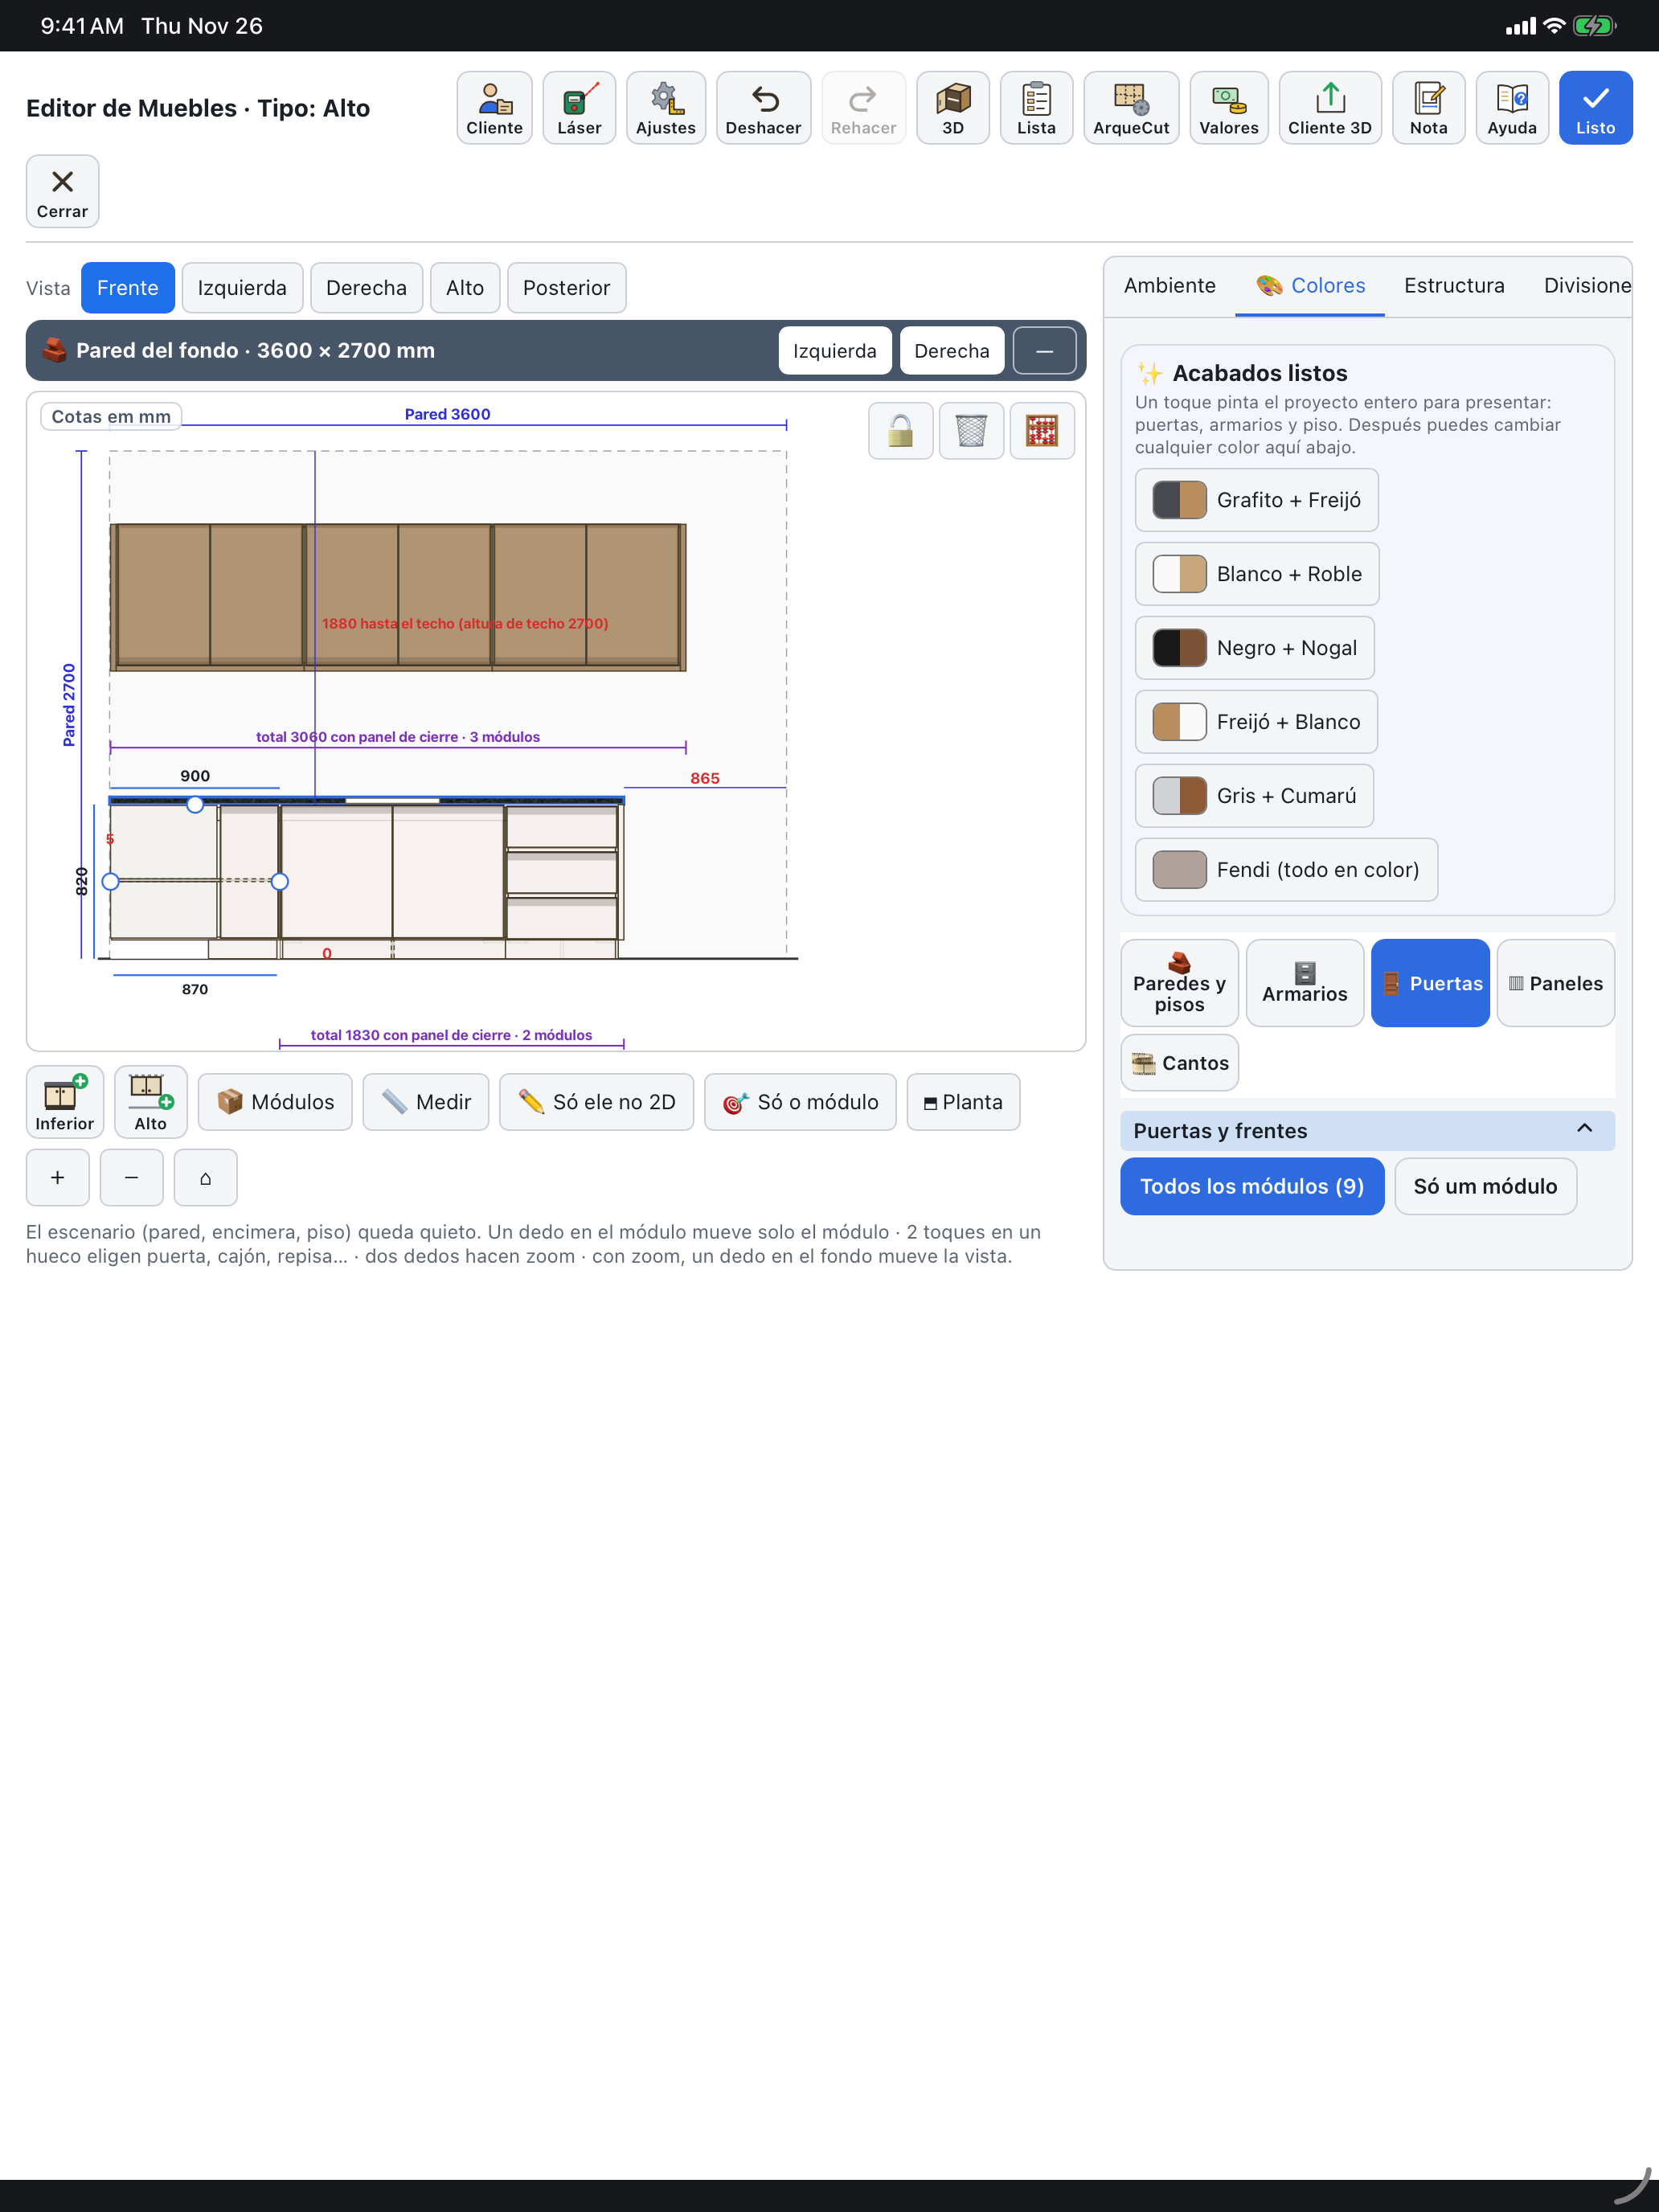 9:41 AM Thu Nov 26
Editor de Muebles · Tipo: Alto
Cliente
Láser
Ajustes
Deshacer
Rehacer
3D
Lista
ArqueCut
Valores
Cliente 3D
Nota
Ayuda
Listo
Cerrar
Vista
Frente
Izquierda
Derecha
Alto
Posterior
Pared del fondo · 3600 × 2700 mm
Izquierda
Derecha
—
Cotas em mm
Pared 3600
Pared 2700
1880 hasta el techo (altura de techo 2700)
total 3060 con panel de cierre · 3 módulos
900
865
5
820
0
870
total 1830 con panel de cierre · 2 módulos
Inferior
Alto
Módulos
Medir
Só ele no 2D
Só o módulo
Planta
+
−
⌂
El escenario (pared, encimera, piso) queda quieto. Un dedo en el módulo mueve solo el módulo · 2 toques en un
hueco eligen puerta, cajón, repisa... · dos dedos hacen zoom · con zoom, un dedo en el fondo mueve la vista.
Ambiente
Colores
Estructura
Divisione
Acabados listos
Un toque pinta el proyecto entero para presentar:
puertas, armarios y piso. Después puedes cambiar
cualquier color aquí abajo.
Grafito + Freijó
Blanco + Roble
Negro + Nogal
Freijó + Blanco
Gris + Cumarú
Fendi (todo en color)
Paredes y
pisos
Armarios
Puertas
Paneles
Cantos
Puertas y frentes
Todos los módulos (9)
Só um módulo